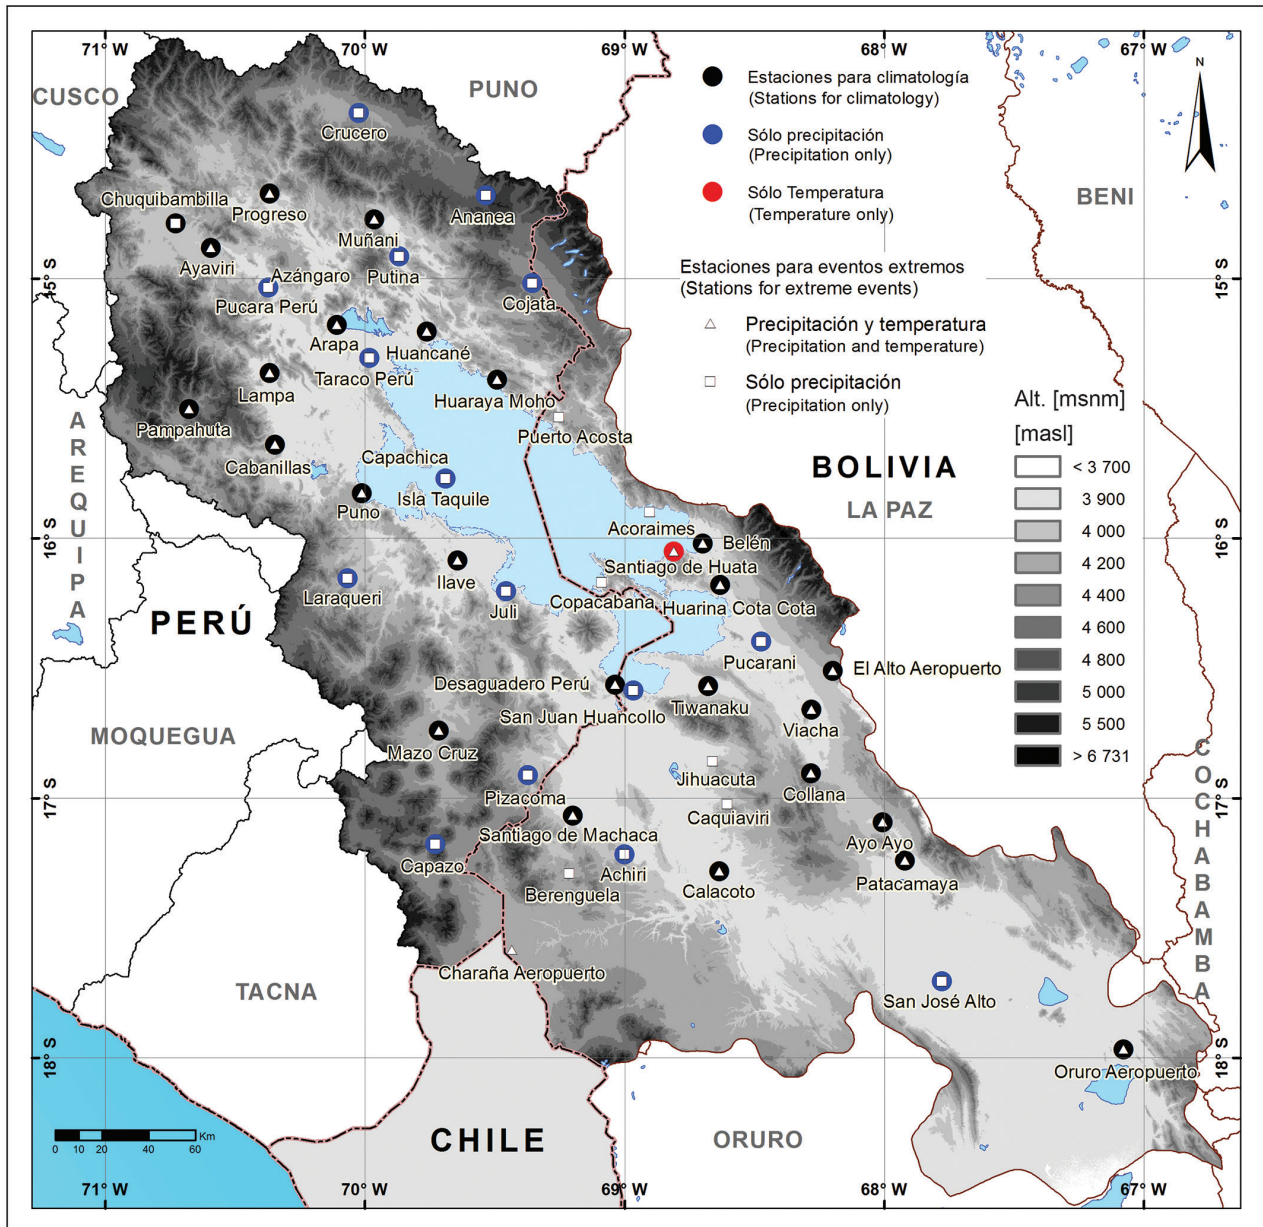 71° W
70° W
69° W
68° W
67° W
CUSCO
PUNO
BENI
N
Estaciones para climatología
(Stations for climatology)
Sólo precipitación
(Precipitation only)
Sólo Temperatura
(Temperature only)
Estaciones para eventos extremos
(Stations for extreme events)
Precipitación y temperatura
(Precipitation and temperature)
Sólo precipitación
(Precipitation only)
Alt. [msnm]
[masl]
< 3 700
3 900
4 000
4 200
4 400
4 600
4 800
5 000
5 500
> 6 731
Crucero
Chuquibambilla
Progreso
Ananea
Muñani
Ayaviri
Azángaro
Putina
15° S
15° S
Pucara Perú
Cojata
Arapa
Huancané
Taraco Perú
Lampa
Huaraya Moho
Pampahuta
Puerto Acosta
Cabanillas
Capachica
BOLIVIA
LA PAZ
AREQUIPA
Isla Taquile
Puno
Acoraimes
16° S
16° S
Belén
Santiago de Huata
Ilave
Laraqueri
Juli
Copacabana
Huarina Cota Cota
PERÚ
Pucarani
El Alto Aeropuerto
Desaguadero Perú
San Juan Huancollo
Tiwanaku
Viacha
MOQUEGUA
Mazo Cruz
COCHABAMBA
Jihuacuta
Pizacoma
Collana
17° S
17° S
Caquiaviri
Santiago de Machaca
Ayo Ayo
Capazo
Achiri
Patacamaya
Berenguela
Calacoto
Charaña Aeropuerto
TACNA
San José Alto
18° S
18° S
Oruro Aeropuerto
CHILE
ORURO
Km
0 10 20 40 60
71° W
70° W
69° W
68° W
67° W